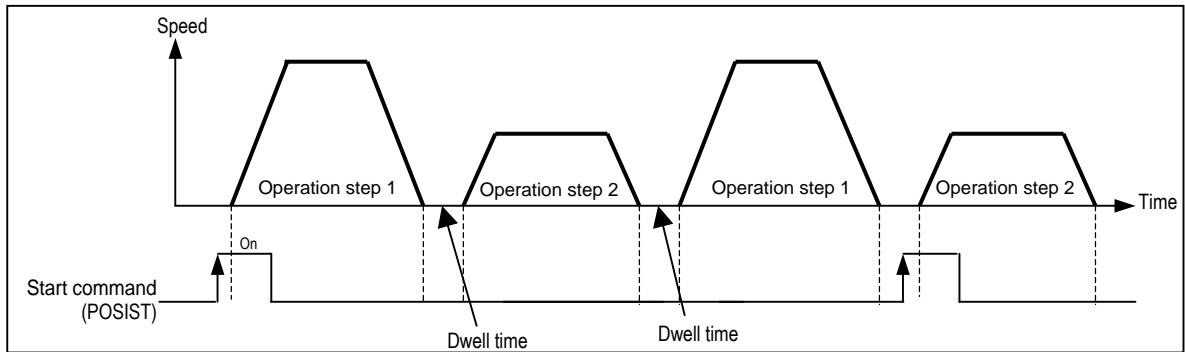 Speed
Operation step 1
Operation step 2
Operation step 1
Operation step 2
Time
On
Start command
(POSIST)
Dwell time
Dwell time